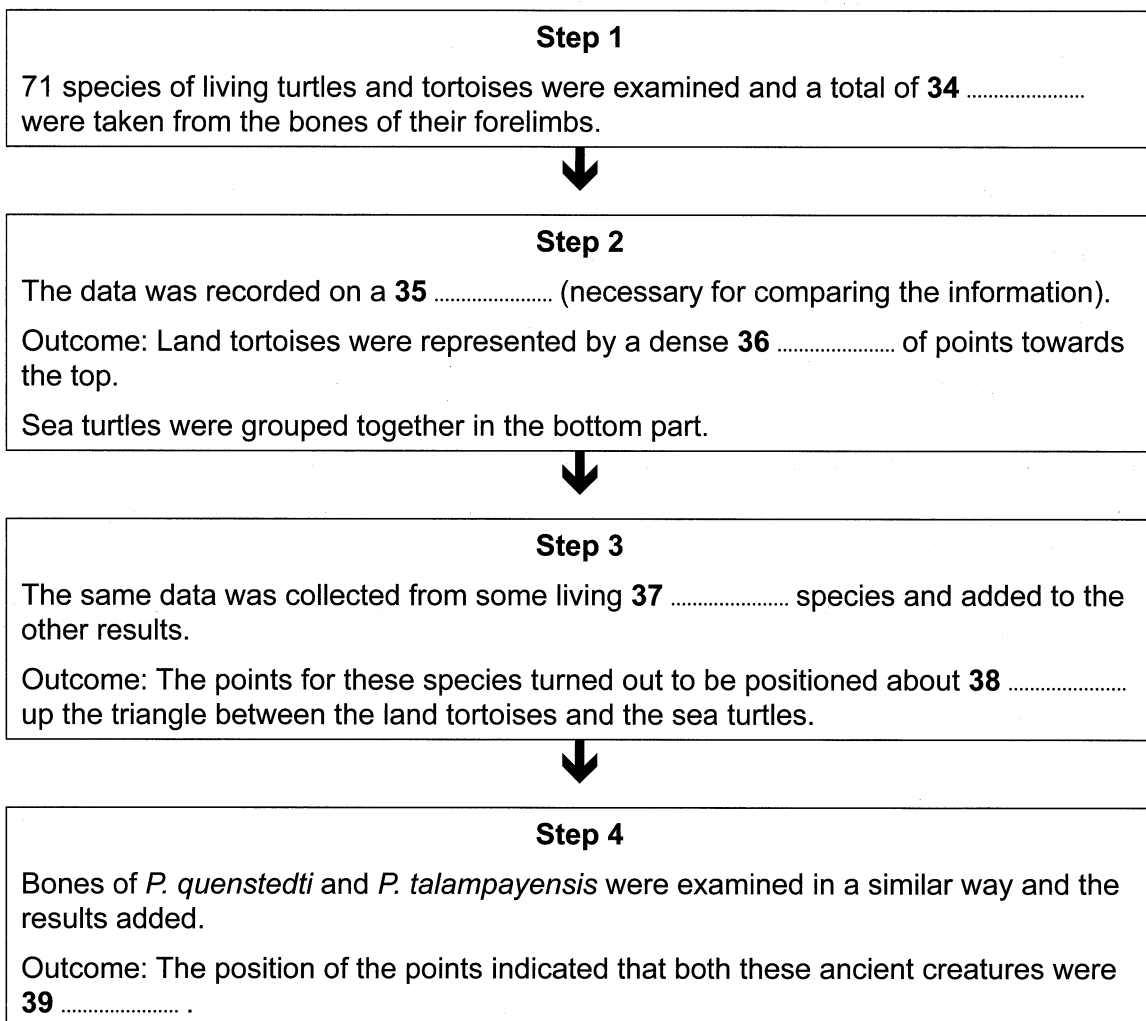 Step 1
71 species of living turtles and tortoises were examined and a total of 34 ......................
were taken from the bones of their forelimbs.
Step 2
The data was recorded on a 35 ...................... (necessary for comparing the information).
Outcome: Land tortoises were represented by a dense 36 ...................... of points towards
the top.
Sea turtles were grouped together in the bottom part.
Step 3
The same data was collected from some living 37 ...................... species and added to the
other results.
Outcome: The points for these species turned out to be positioned about 38 ......................
up the triangle between the land tortoises and the sea turtles.
Step 4
Bones of P. quenstedti and P. talampayensis were examined in a similar way and the
results added.
Outcome: The position of the points indicated that both these ancient creatures were
39 ...................... .